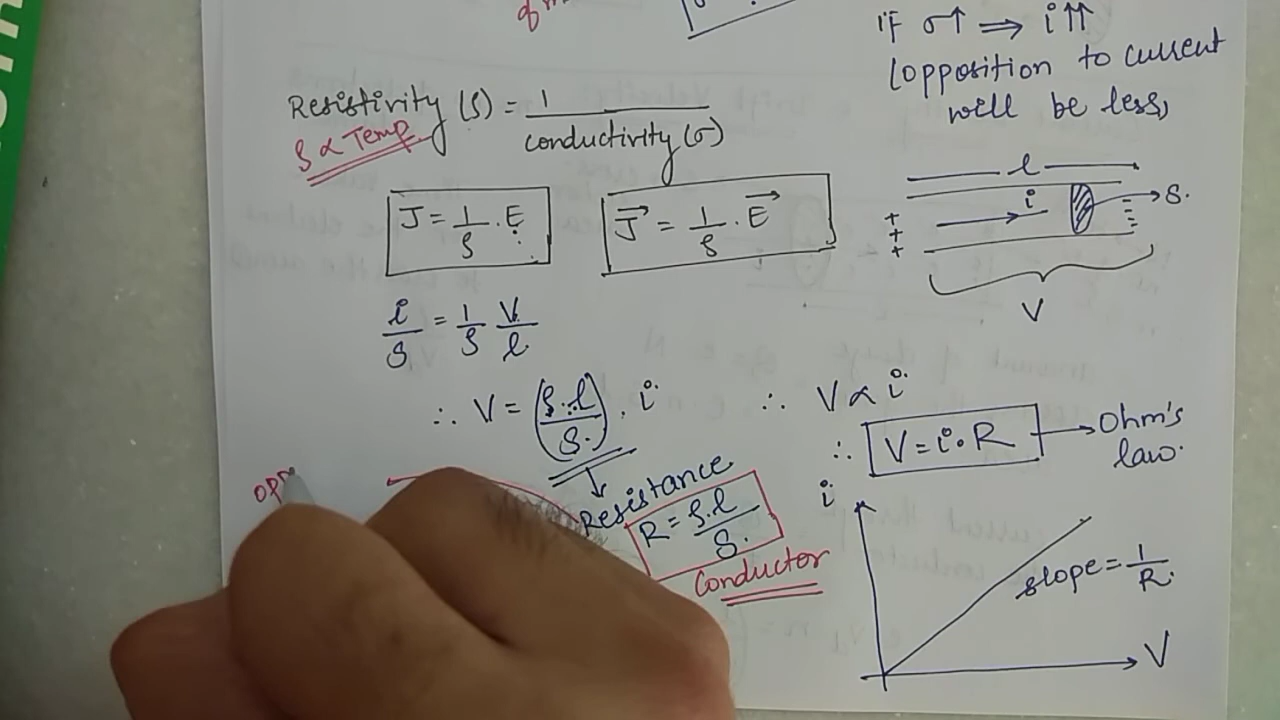 IF σ↑ ⟹ i↑↑
(opposition to current
will be less,
Resistivity (ρ) = 1 / conductivity (σ)
ρ ∝ Temp
J = 1/ρ . E
J⃗ = 1/ρ . E⃗
l
i
S.
+
+
+
V
i/S = 1/ρ V/l
∴ V = (ρ.l/S.) . i
∴ V ∝ i
∴ V = i . R → Ohm's
law.
Resistance
R = ρ.l/S.
Conductor
opp
i
slope = 1/R.
V